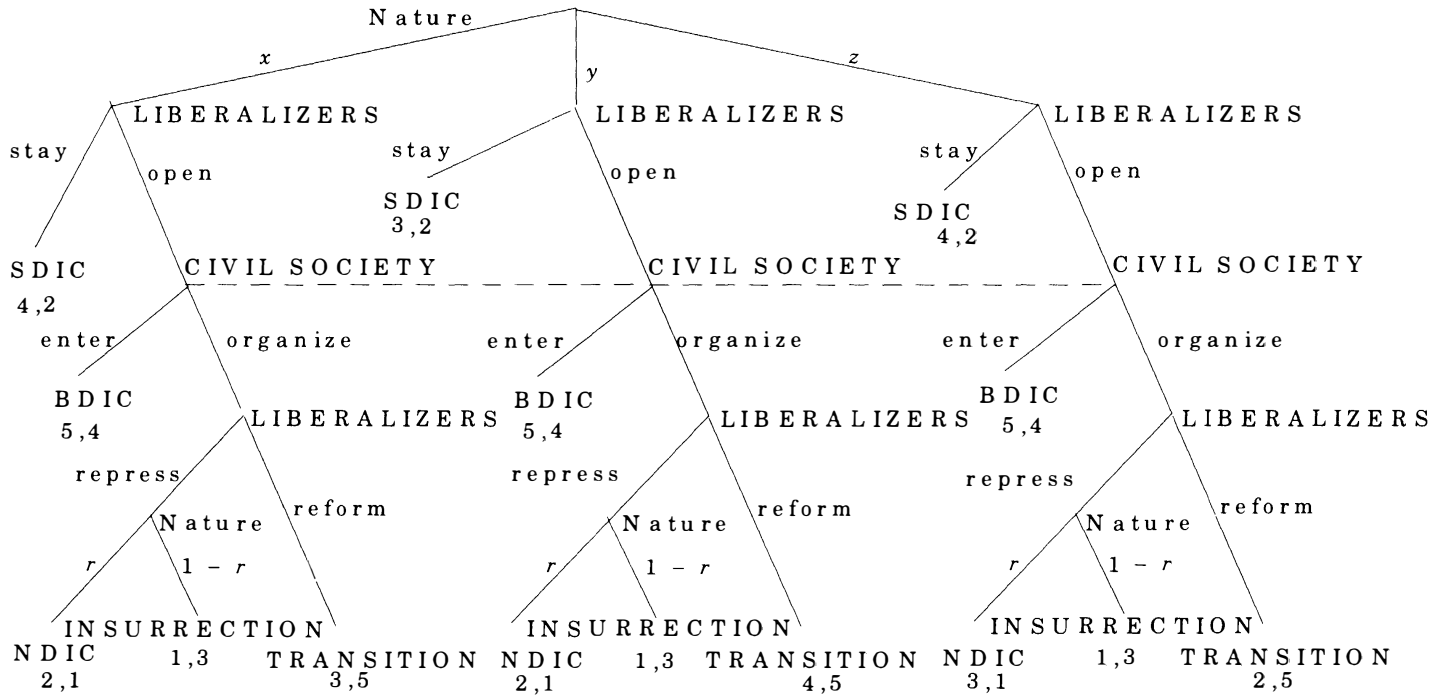 Nature
x y z
LIBERALIZERS LIBERALIZERS LIBERALIZERS
stay open stay open stay open
SDIC SDIC SDIC
4,2 3,2 4,2
CIVIL SOCIETY CIVIL SOCIETY CIVIL SOCIETY
enter organize enter organize enter organize
BDIC BDIC BDIC
5,4 5,4 5,4
LIBERALIZERS LIBERALIZERS LIBERALIZERS
repress reform repress reform repress reform
Nature Nature Nature
r 1 – r r 1 – r r 1 – r
INSURRECTION INSURRECTION INSURRECTION
NDIC 1,3 TRANSITION NDIC 1,3 TRANSITION NDIC 1,3 TRANSITION
2,1 3,5 2,1 4,5 3,1 2,5